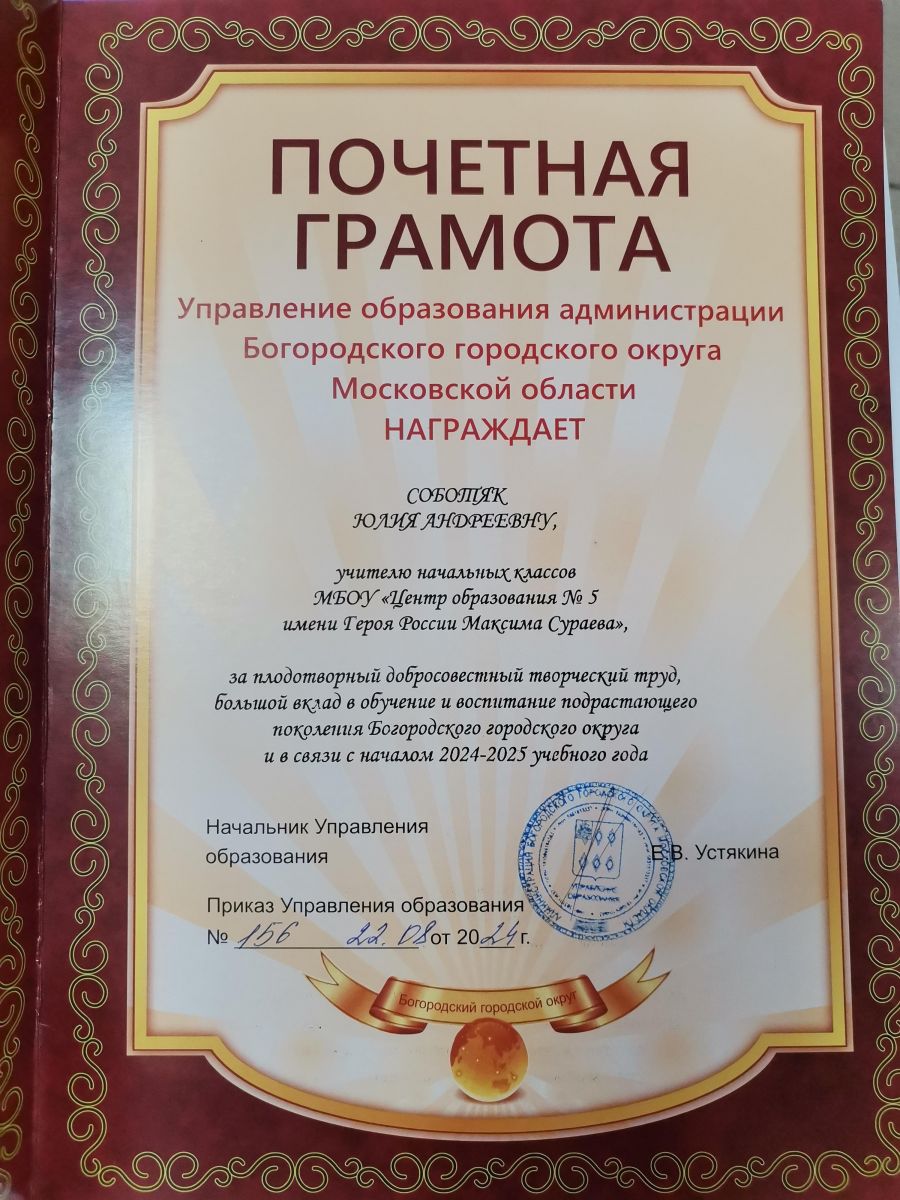 ПОЧЕТНАЯ
ГРАМОТА
Управление образования администрации
Богородского городского округа
Московской области
НАГРАЖДАЕТ
СОБОТЯК
ЮЛИЯ АНДРЕЕВНУ,
учителю начальных классов
МБОУ «Центр образования № 5
имени Героя России Максима Сураева»,
за плодотворный добросовестный творческий труд,
большой вклад в обучение и воспитание подрастающего
поколения Богородского городского округа
и в связи с началом 2024-2025 учебного года
Начальник Управления
образования
В. Устякина
УПРАВЛЕНИЕ
ОБРАЗОВАНИЯ
Приказ Управления образования
№ 156 22.08 от 2024 г.
Богородский городской округ